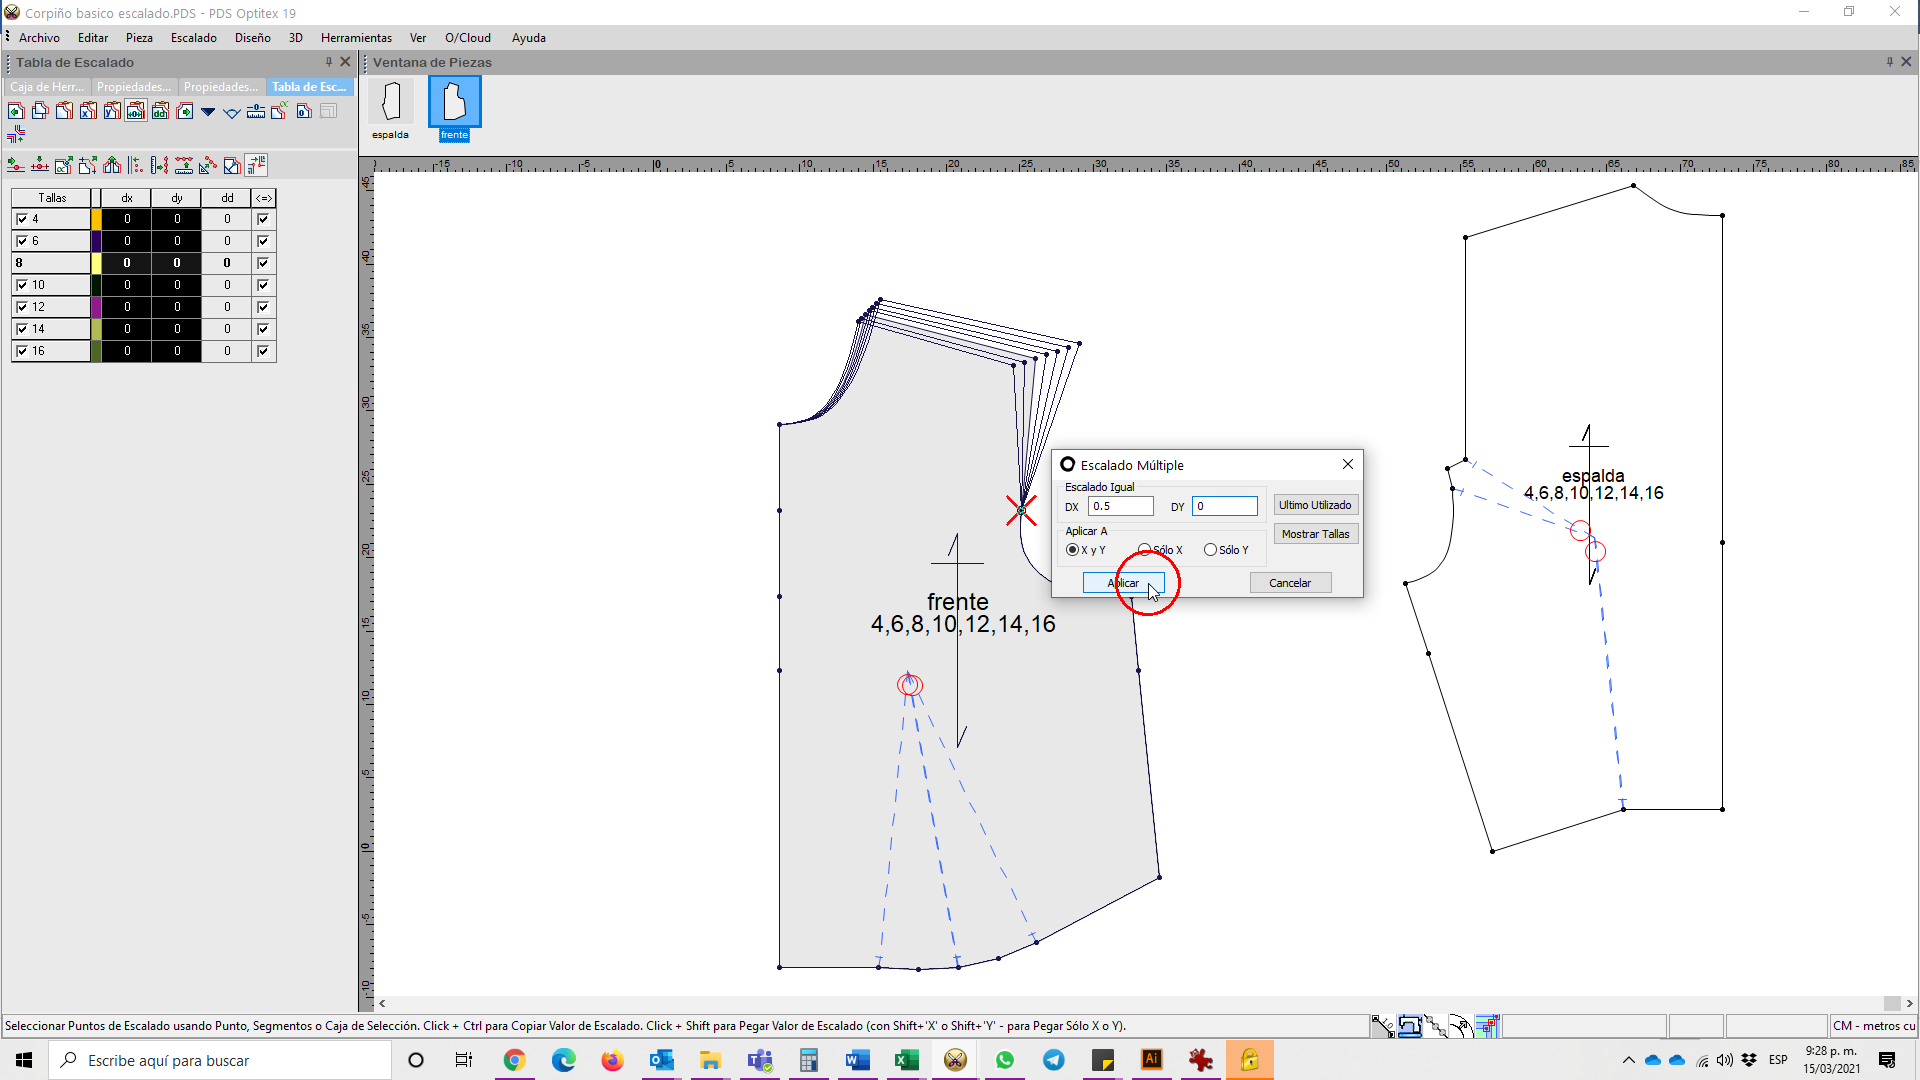 Corpiño basico escalado.PDS - PDS Optitex 19
Archivo Editar Pieza Escalado Diseño 3D Herramientas Ver O/Cloud Ayuda
Tabla de Escalado
Caja de Herr... Propiedades... Propiedades... Tabla de Esc...
Tallas dx dy dd <=>
4 0 0 0
6 0 0 0
8 0 0 0
10 0 0 0
12 0 0 0
14 0 0 0
16 0 0 0
Ventana de Piezas
espalda frente
-15 -10 -5 0 5 10 15 20 25 30 35 40 45 50 55 60 65 70 75 80 85
45
40
35
30
25
20
15
10
5
0
-5
-10
frente
4,6,8,10,12,14,16
espalda
4,6,8,10,12,14,16
Escalado Múltiple
Escalado Igual
DX 0.5 DY 0
Ultimo Utilizado
Aplicar A
Mostrar Tallas
X y Y Sólo X Sólo Y
Aplicar Cancelar
Seleccionar Puntos de Escalado usando Punto, Segmentos o Caja de Selección. Click + Ctrl para Copiar Valor de Escalado. Click + Shift para Pegar Valor de Escalado (con Shift+'X' o Shift+'Y' - para Pegar Sólo X o Y).
CM - metros cu
Escribe aquí para buscar
ESP
9:28 p. m.
15/03/2021